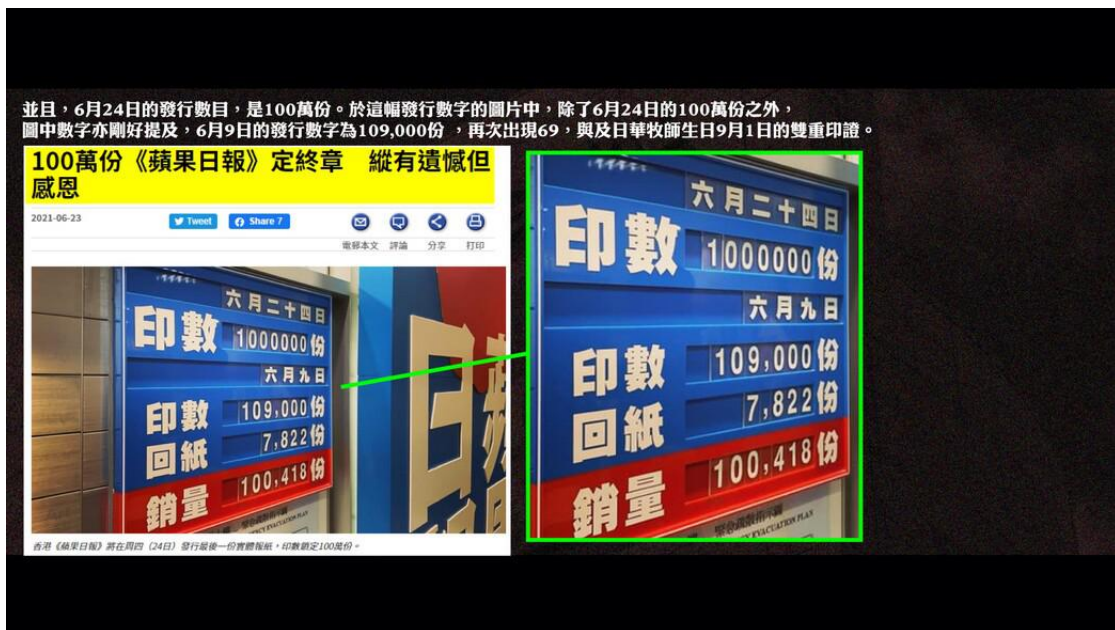 並且，6月24日的發行數目，是100萬份。於這幅發行數字的圖片中，除了6月24日的100萬份之外，
圖中數字亦剛好提及，6月9日的發行數字為109,000份 ，再次出現69，與及日華牧師生日9月1日的雙重印證。
100萬份《蘋果日報》定終章　縱有遺憾但
感恩
2021-06-23
Tweet
Share 7
電郵本文
評論
分享
打印
六月二十四日
印數 1000000份
六月九日
印數 109,000份
回紙 7,822份
銷量 100,418份
日
香港《蘋果日報》將在周四（24日）發行最後一份實體報紙，印數鎖定100萬份。
六月二十四日
印數 1000000份
六月九日
印數 109,000份
回紙 7,822份
銷量 100,418份
緊急疏散指示圖
EVACUATION PLAN